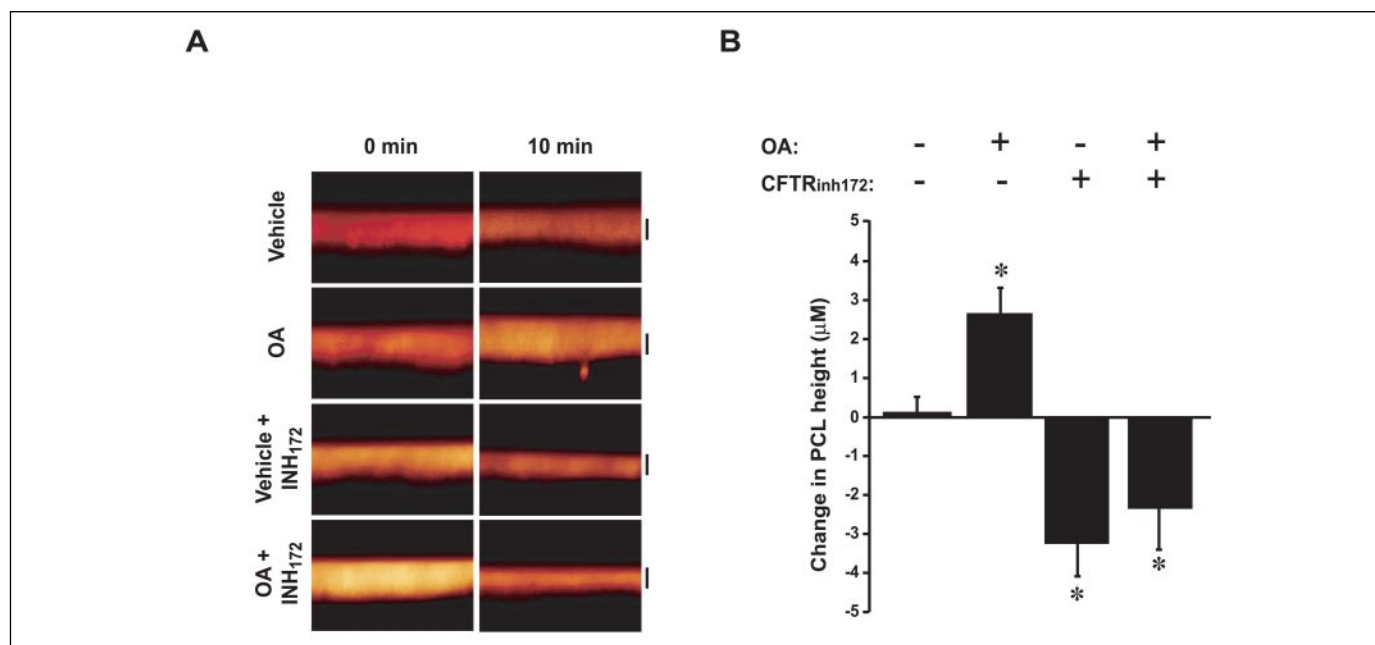 A
B
0 min
10 min
Vehicle
OA
Vehicle +
INH172
OA +
INH172
OA: - + - +
CFTRinh172: - - + +
Change in PCL height (μM)
5
4
3
2
1
0
-1
-2
-3
-4
-5
*
*
*